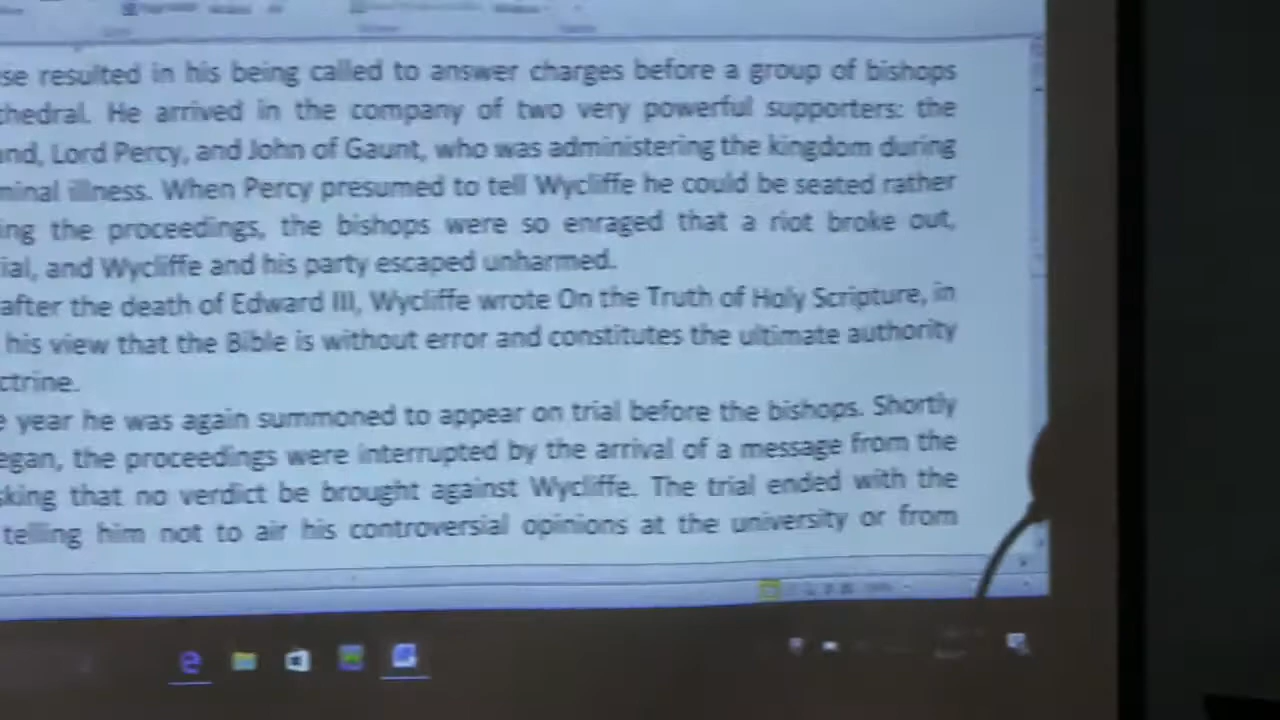 se resulted in his being called to answer charges before a group of bishops
thedral. He arrived in the company of two very powerful supporters: the
and, Lord Percy, and John of Gaunt, who was administering the kingdom during
minal illness. When Percy presumed to tell Wycliffe he could be seated rather
ing the proceedings, the bishops were so enraged that a riot broke out,
ial, and Wycliffe and his party escaped unharmed.
after the death of Edward III, Wycliffe wrote On the Truth of Holy Scripture, in
his view that the Bible is without error and constitutes the ultimate authority
ctrine.
e year he was again summoned to appear on trial before the bishops. Shortly
egan, the proceedings were interrupted by the arrival of a message from the
sking that no verdict be brought against Wycliffe. The trial ended with the
telling him not to air his controversial opinions at the university or from